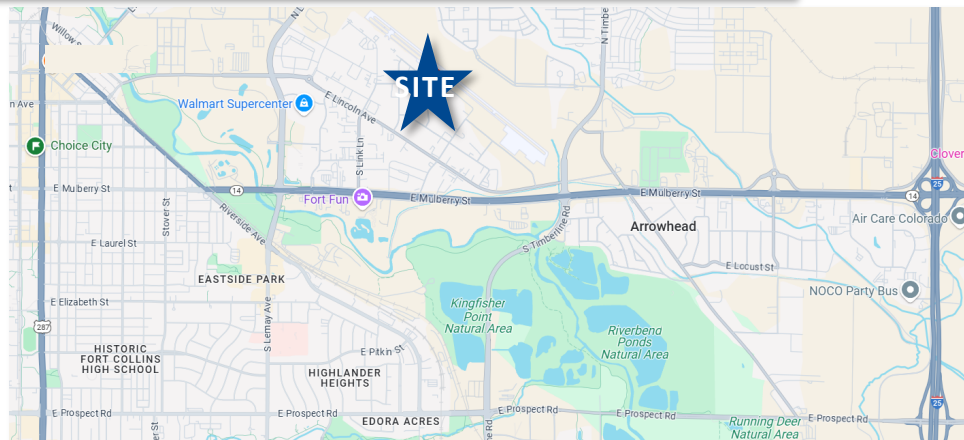 Willow S
N L
N Timbe
SITE
n Ave
Walmart Supercenter
E Lincoln Ave
S Link Ln
Choice City
Clover
25
E Mulberry St
14
Fort Fun
E Mulberry St
E Mulberry St
14
Stover St
Riverside Ave
Air Care Colorado
Arrowhead
S Timberline Rd
E Laurel St
E Locust St
EASTSIDE PARK
NOCO Party Bus
E Elizabeth St
Kingfisher
Point
Natural Area
287
S Lemay Ave
Riverbend
Ponds
Natural Area
HISTORIC
FORT COLLINS
HIGH SCHOOL
E Pitkin St
HIGHLANDER
HEIGHTS
25
E Prospect Rd
E Prospect Rd
E Prospect Rd
E Prospect Rd
EDORA ACRES
Running Deer
Natural Area
er St
ne Rd